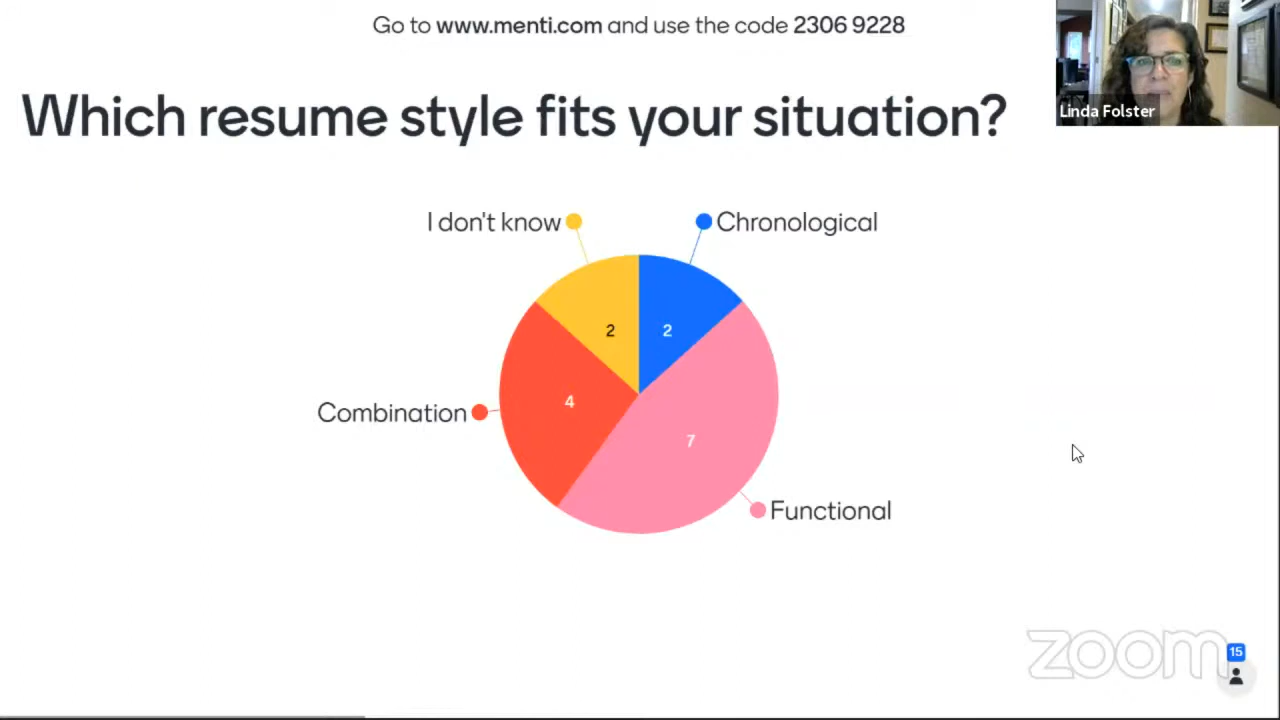 Go to www.menti.com and use the code 2306 9228
Linda Folster
Which resume style fits your situation?
I don't know
Chronological
2
2
Combination
4
7
Functional
zoom
15